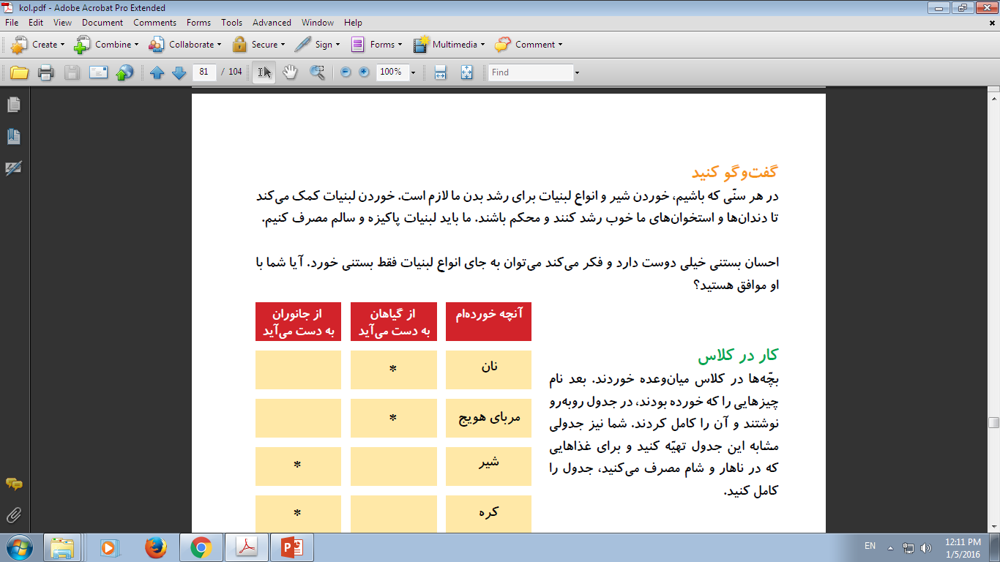 kol.pdf - Adobe Acrobat Pro Extended
File Edit View Document Comments Forms Tools Advanced Window Help
Create Combine Collaborate Secure Sign Forms Multimedia Comment
81 / 104 100% Find
گفت‌وگو کنید
در هر سنّی که باشیم، خوردن شیر و انواع لبنیات برای رشد بدن ما لازم است. خوردن لبنیات کمک می‌کند
تا دندان‌ها و استخوان‌های ما خوب رشد کنند و محکم باشند. ما باید لبنیات پاکیزه و سالم مصرف کنیم.
احسان بستنی خیلی دوست دارد و فکر می‌کند می‌توان به جای انواع لبنیات فقط بستنی خورد. آیا شما با
او موافق هستید؟
کار در کلاس
بچّه‌ها در کلاس میان‌وعده خوردند. بعد نام
چیزهایی را که خورده بودند، در جدول روبه‌رو
نوشتند و آن را کامل کردند. شما نیز جدولی
مشابه این جدول تهیّه کنید و برای غذاهایی
که در ناهار و شام مصرف می‌کنید، جدول را
کامل کنید.
آنچه خورده‌ام از گیاهان به دست می‌آید از جانوران به دست می‌آید
نان *
مربای هویج *
شیر *
کره *
EN 12:11 PM
1/5/2016